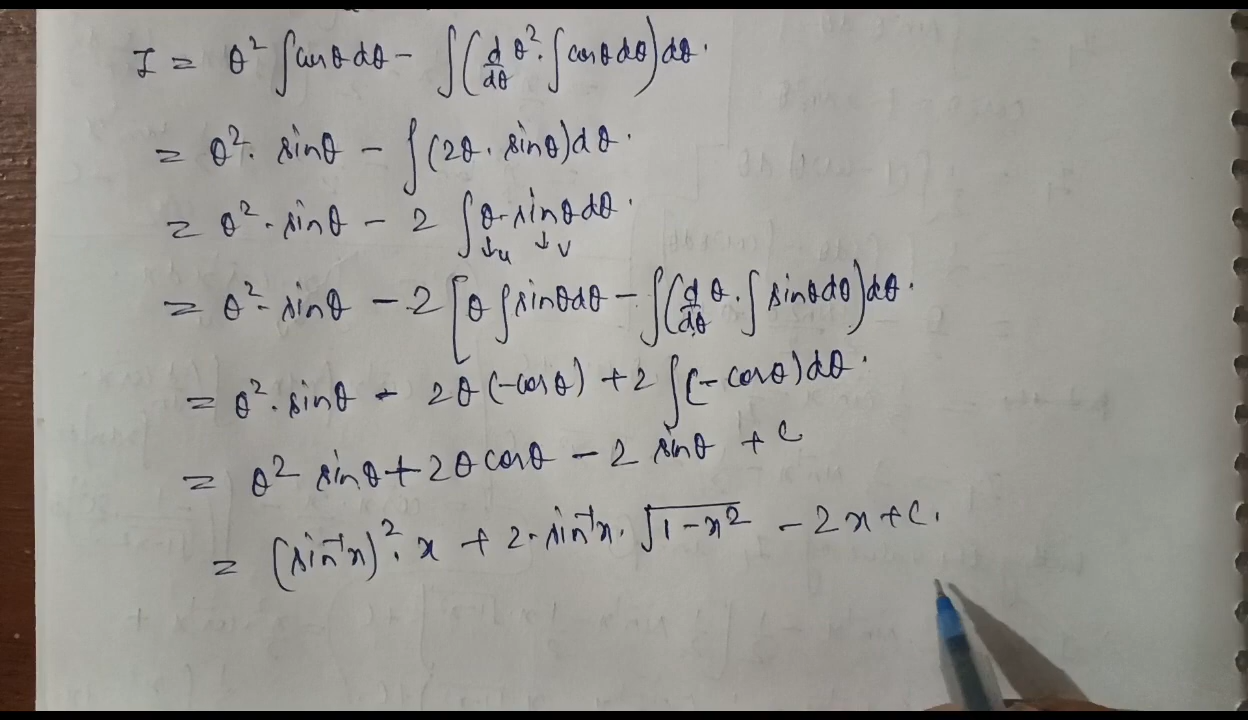 I = θ² ∫cosθ dθ - ∫(d/dθ θ². ∫cosθ dθ)dθ.
= θ². sinθ - ∫(2θ. sinθ)dθ.
= θ². sinθ - 2 ∫θ. sinθ dθ.
↓u ↓v
= θ². sinθ - 2 [θ ∫sinθ dθ - ∫(d/dθ θ. ∫sinθ dθ)dθ.
= θ². sinθ - 2θ(-cosθ) + 2 ∫(-cosθ)dθ.
= θ² sinθ + 2θ cosθ - 2 sinθ + c
= (sin⁻¹x)². x + 2. sin⁻¹x. √(1-x²) - 2x + c.